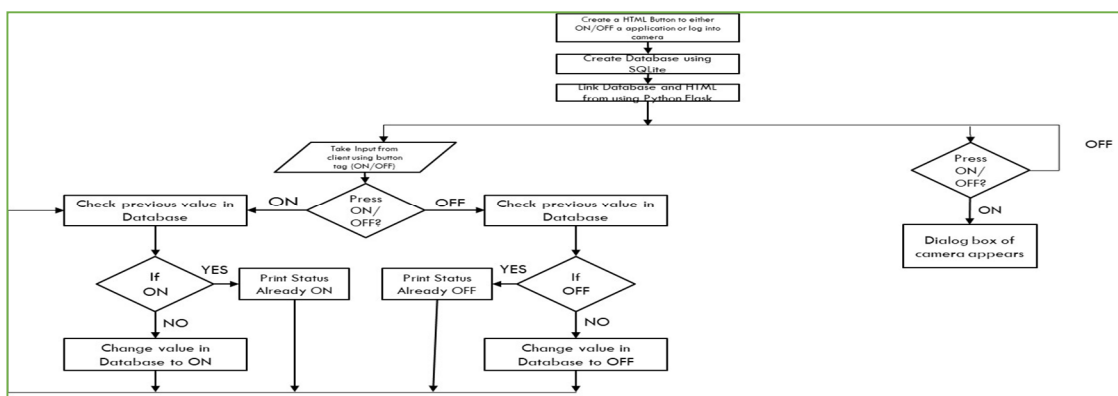 Create a HTML Button to either
ON/OFF a application or log into
camera
Create Database using
SQLite
Link Database and HTML
from using Python Flask
Take Input from
client using button
tag (ON/OFF)
Press
ON/
OFF?
ON
OFF
Check previous value in
Database
Check previous value in
Database
If
ON
YES
Print Status
Already ON
NO
Change value in
Database to ON
If
OFF
YES
Print Status
Already OFF
NO
Change value in
Database to OFF
Press
ON/
OFF?
OFF
ON
Dialog box of
camera appears